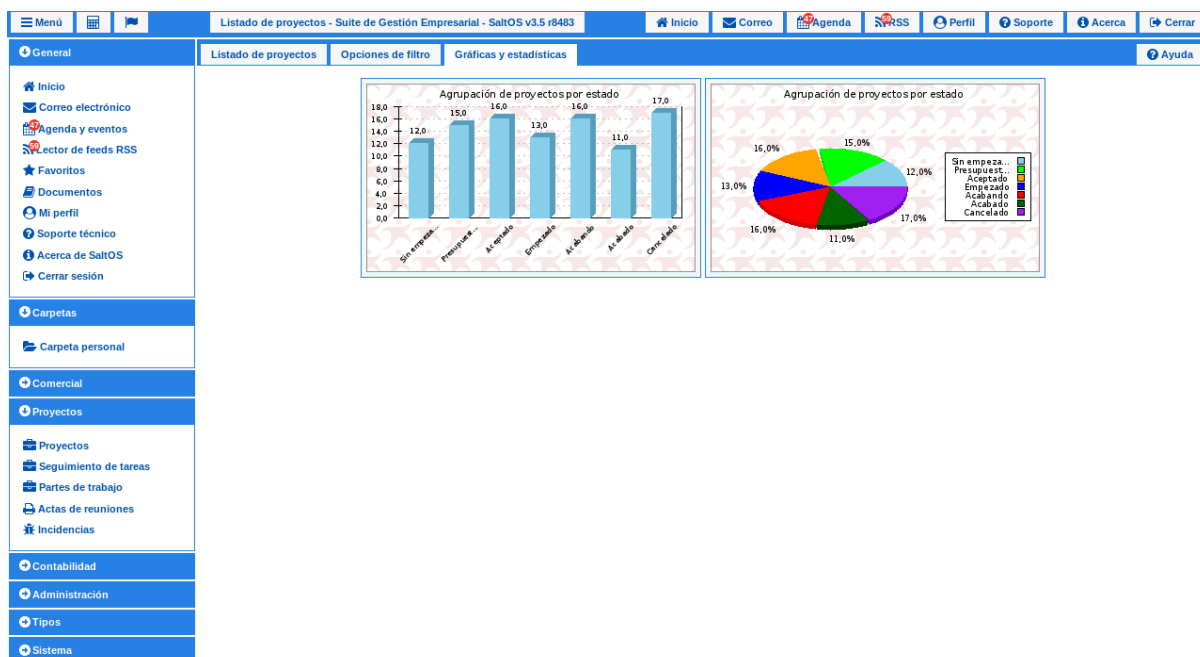 Menú
Listado de proyectos - Suite de Gestión Empresarial - SaltOS v3.5 r8483
Inicio
Correo
47
Agenda
59
RSS
Perfil
Soporte
Acerca
Cerrar
General
Inicio
Correo electrónico
47
Agenda y eventos
59
Lector de feeds RSS
Favoritos
Documentos
Mi perfil
Soporte técnico
Acerca de SaltOS
Cerrar sesión
Carpetas
Carpeta personal
Comercial
Proyectos
Proyectos
Seguimiento de tareas
Partes de trabajo
Actas de reuniones
Incidencias
Contabilidad
Administración
Tipos
Sistema
Listado de proyectos
Opciones de filtro
Gráficas y estadísticas
Ayuda
Agrupación de proyectos por estado
18,0
16,0
14,0
12,0
10,0
8,0
6,0
4,0
2,0
0,0
12,0
15,0
16,0
13,0
16,0
11,0
17,0
Sin empeza...
Presupuest...
Aceptado
Empezado
Acabando
Acabado
Cancelado
Agrupación de proyectos por estado
16,0%
15,0%
12,0%
13,0%
17,0%
16,0%
11,0%
Sin empeza...
Presupuest...
Aceptado
Empezado
Acabando
Acabado
Cancelado